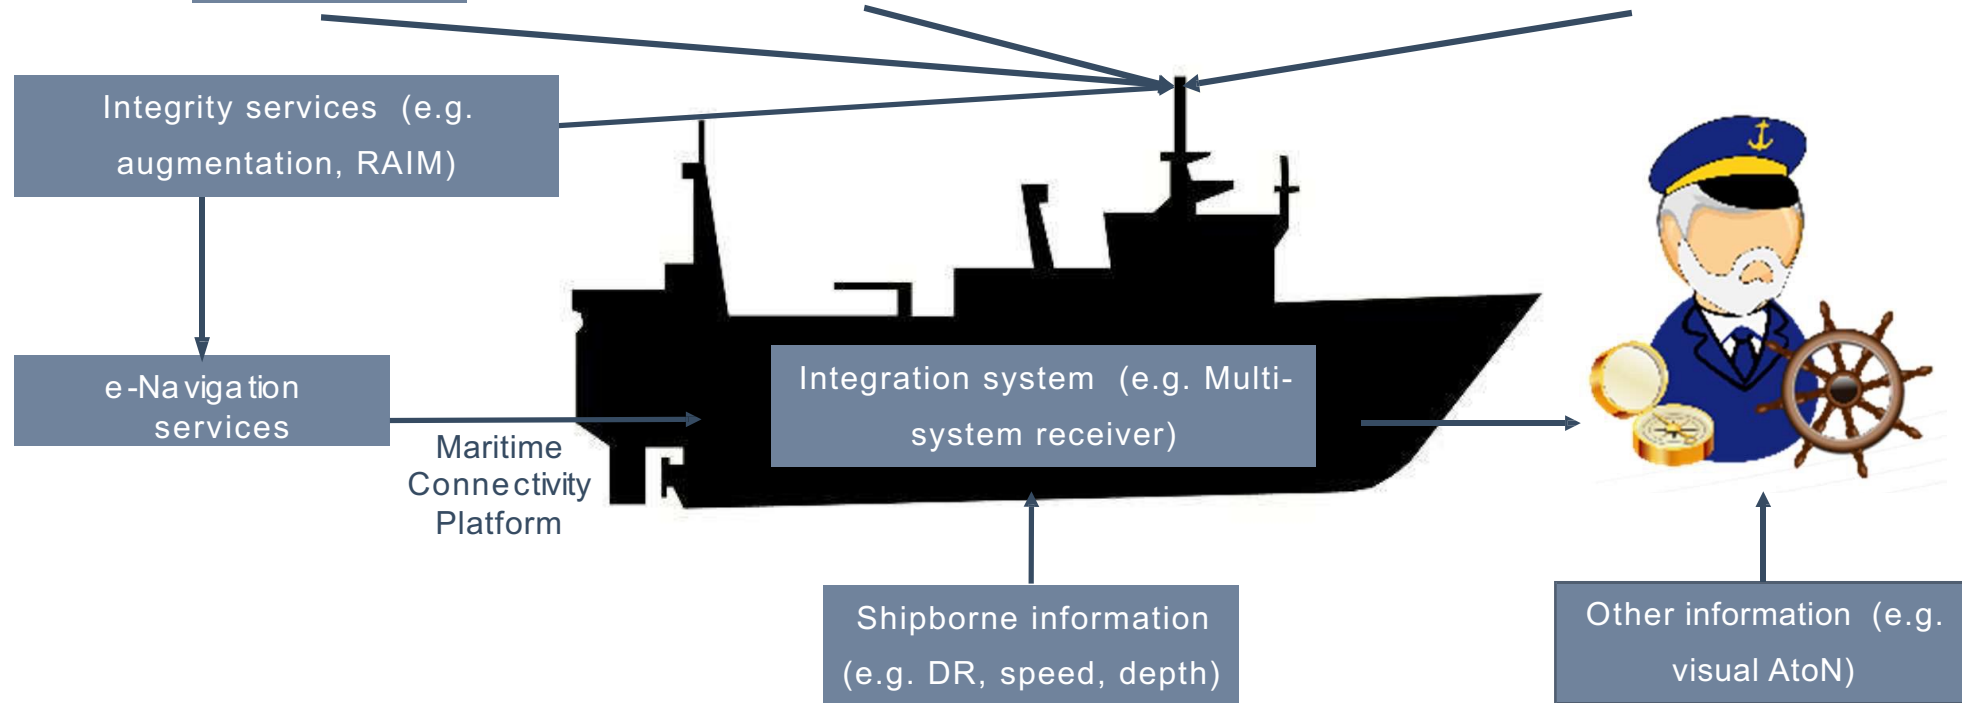 Integrity services (e.g.
augmentation, RAIM)
e-Navigation
services
Integration system (e.g. Multi-
system receiver)
Maritime
Connectivity
Platform
Shipborne information
(e.g. DR, speed, depth)
Other information (e.g.
visual AtoN)